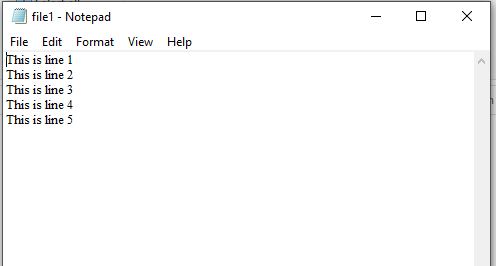 file1 - Notepad
File Edit Format View Help
This is line 1
This is line 2
This is line 3
This is line 4
This is line 5